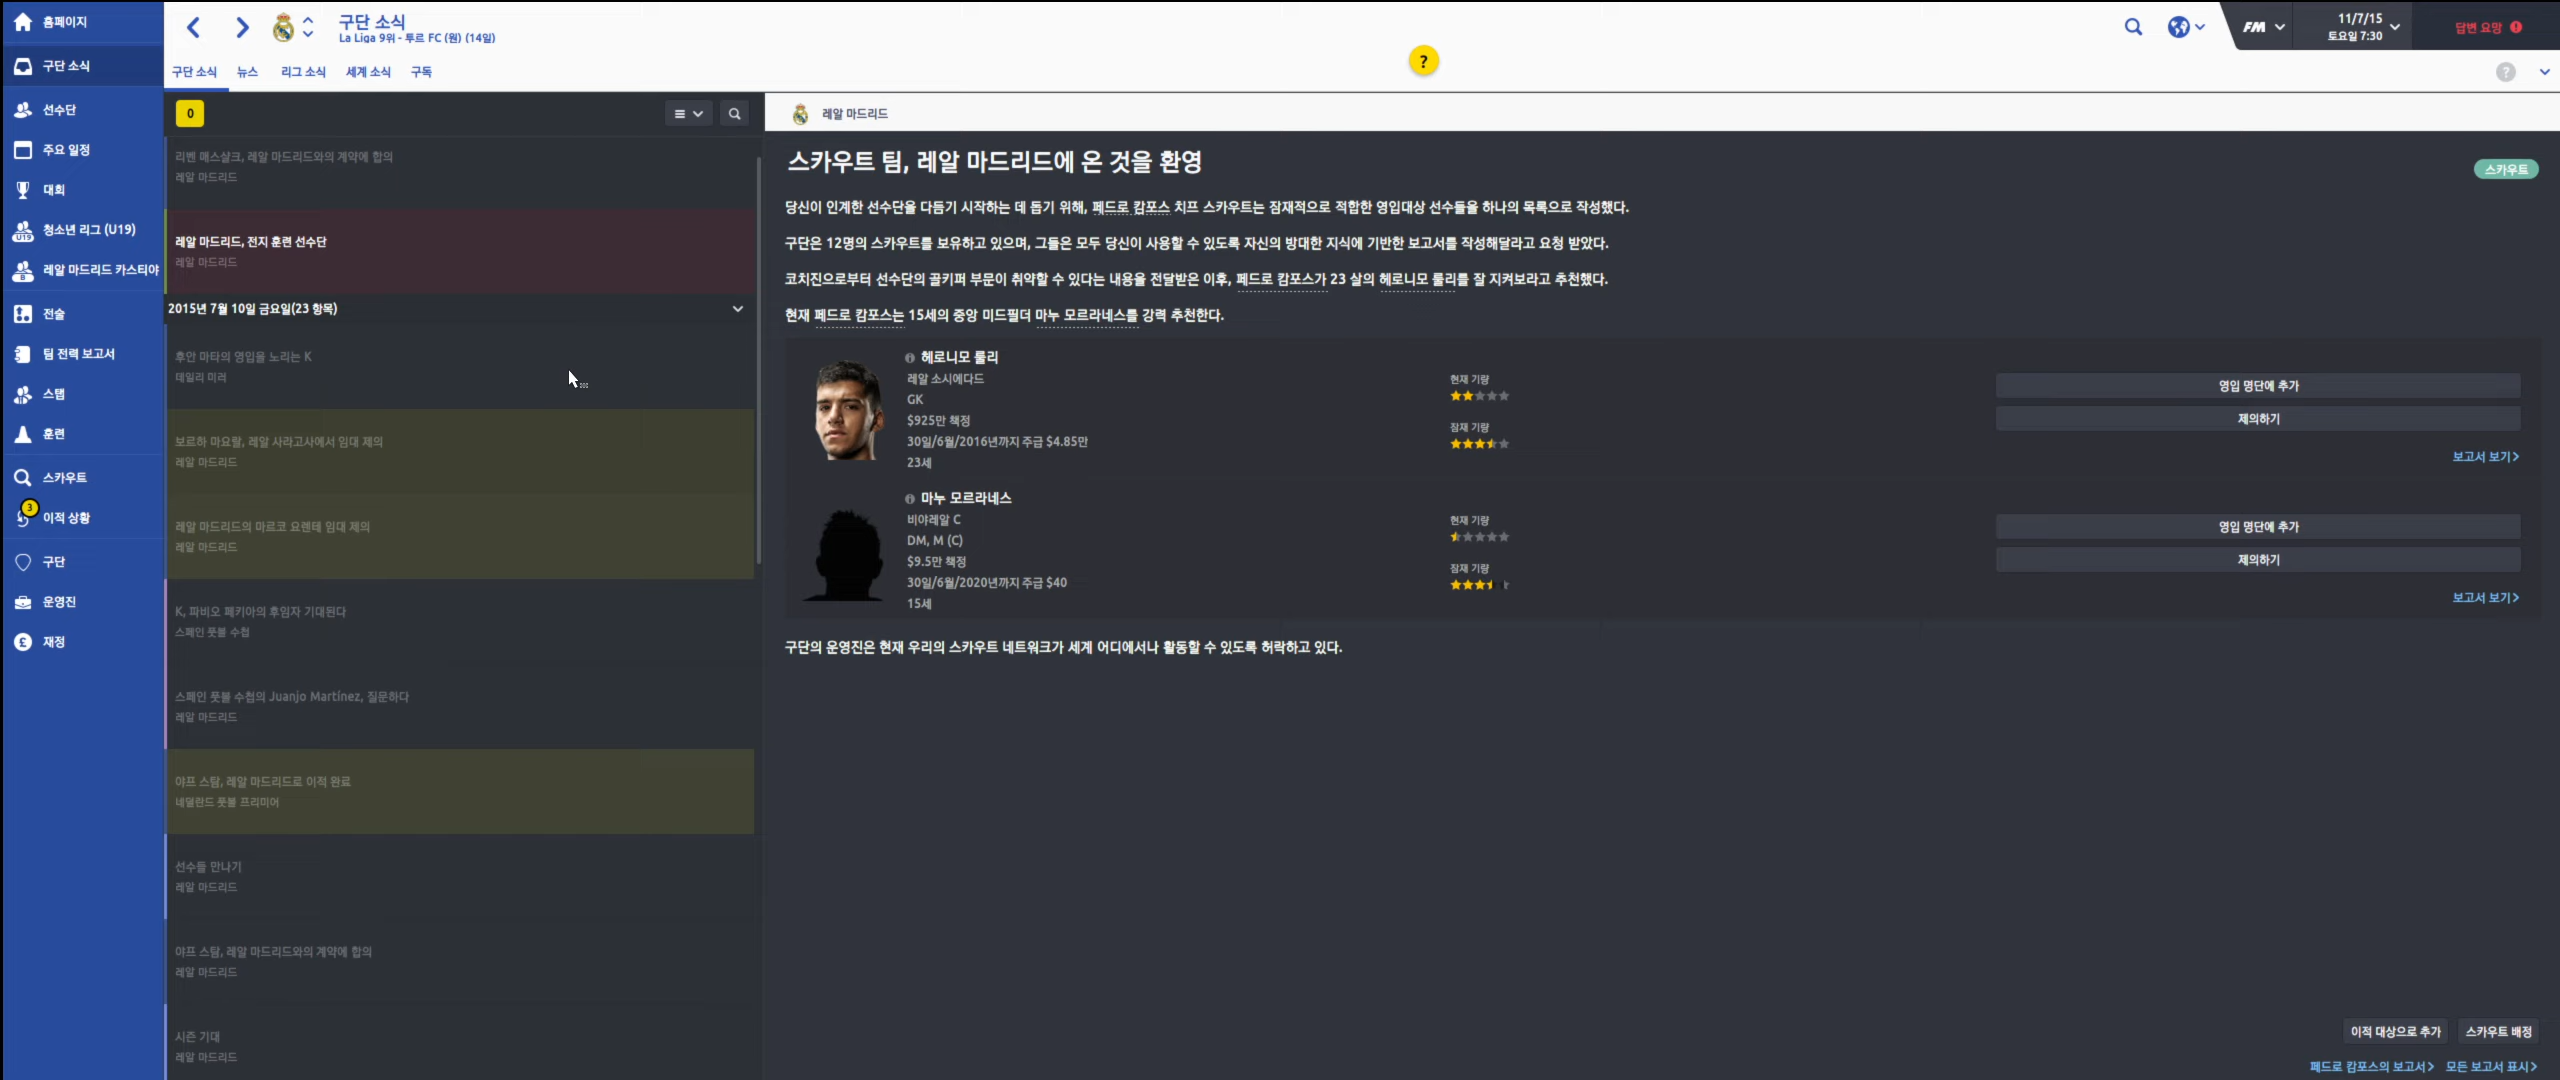 홈페이지
구단 소식
선수단
주요 일정
대회
청소년 리그 (U19)
레알 마드리드 카스티야
전술
팀 전력 보고서
스탭
훈련
스카우트
3
이적 상황
구단
운영진
재정
구단 소식
La Liga 9위 - 투르 FC (원) (14일)
FM
11/7/15
토요일 7:30
답변 요망
구단 소식 뉴스 리그 소식 세계 소식 구독
?
?
0
리벤 매스샬크, 레알 마드리드와의 계약에 합의
레알 마드리드
레알 마드리드, 전지 훈련 선수단
레알 마드리드
2015년 7월 10일 금요일(23 항목)
후안 마타의 영입을 노리는 K
데일리 미러
보르하 마요랄, 레알 사라고사에서 임대 제의
레알 마드리드
레알 마드리드의 마르코 요렌테 임대 제의
레알 마드리드
K, 파비오 페키아의 후임자 기대된다
스페인 풋볼 수첩
스페인 풋볼 수첩의 Juanjo Martínez, 질문하다
레알 마드리드
야프 스탐, 레알 마드리드로 이적 완료
네덜란드 풋볼 프리미어
선수들 만나기
레알 마드리드
야프 스탐, 레알 마드리드와의 계약에 합의
레알 마드리드
시즌 기대
레알 마드리드
레알 마드리드
스카우트 팀, 레알 마드리드에 온 것을 환영
스카우트
당신이 인계한 선수단을 다듬기 시작하는 데 돕기 위해, 페드로 캄포스 치프 스카우트는 잠재적으로 적합한 영입대상 선수들을 하나의 목록으로 작성했다.
구단은 12명의 스카우트를 보유하고 있으며, 그들은 모두 당신이 사용할 수 있도록 자신의 방대한 지식에 기반한 보고서를 작성해달라고 요청 받았다.
코치진으로부터 선수단의 골키퍼 부문이 취약할 수 있다는 내용을 전달받은 이후, 페드로 캄포스가 23 살의 헤로니모 룰리를 잘 지켜보라고 추천했다.
현재 페드로 캄포스는 15세의 중앙 미드필더 마누 모르라네스를 강력 추천한다.
헤로니모 룰리
레알 소시에다드
GK
$925만 책정
30일/6월/2016년까지 주급 $4.85만
23세
현재 기량
잠재 기량
영입 명단에 추가
제의하기
보고서 보기>
마누 모르라네스
비야레알 C
DM, M (C)
$9.5만 책정
30일/6월/2020년까지 주급 $40
15세
현재 기량
잠재 기량
영입 명단에 추가
제의하기
보고서 보기>
구단의 운영진은 현재 우리의 스카우트 네트워크가 세계 어디에서나 활동할 수 있도록 허락하고 있다.
이적 대상으로 추가 스카우트 배정
페드로 캄포스의 보고서> 모든 보고서 표시>